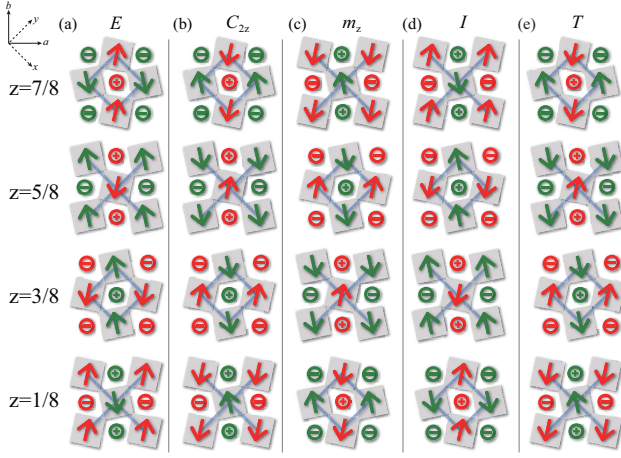 b
y
a
x
(a) E (b) C2z (c) mz (d) I (e) T
z=7/8
z=5/8
z=3/8
z=1/8